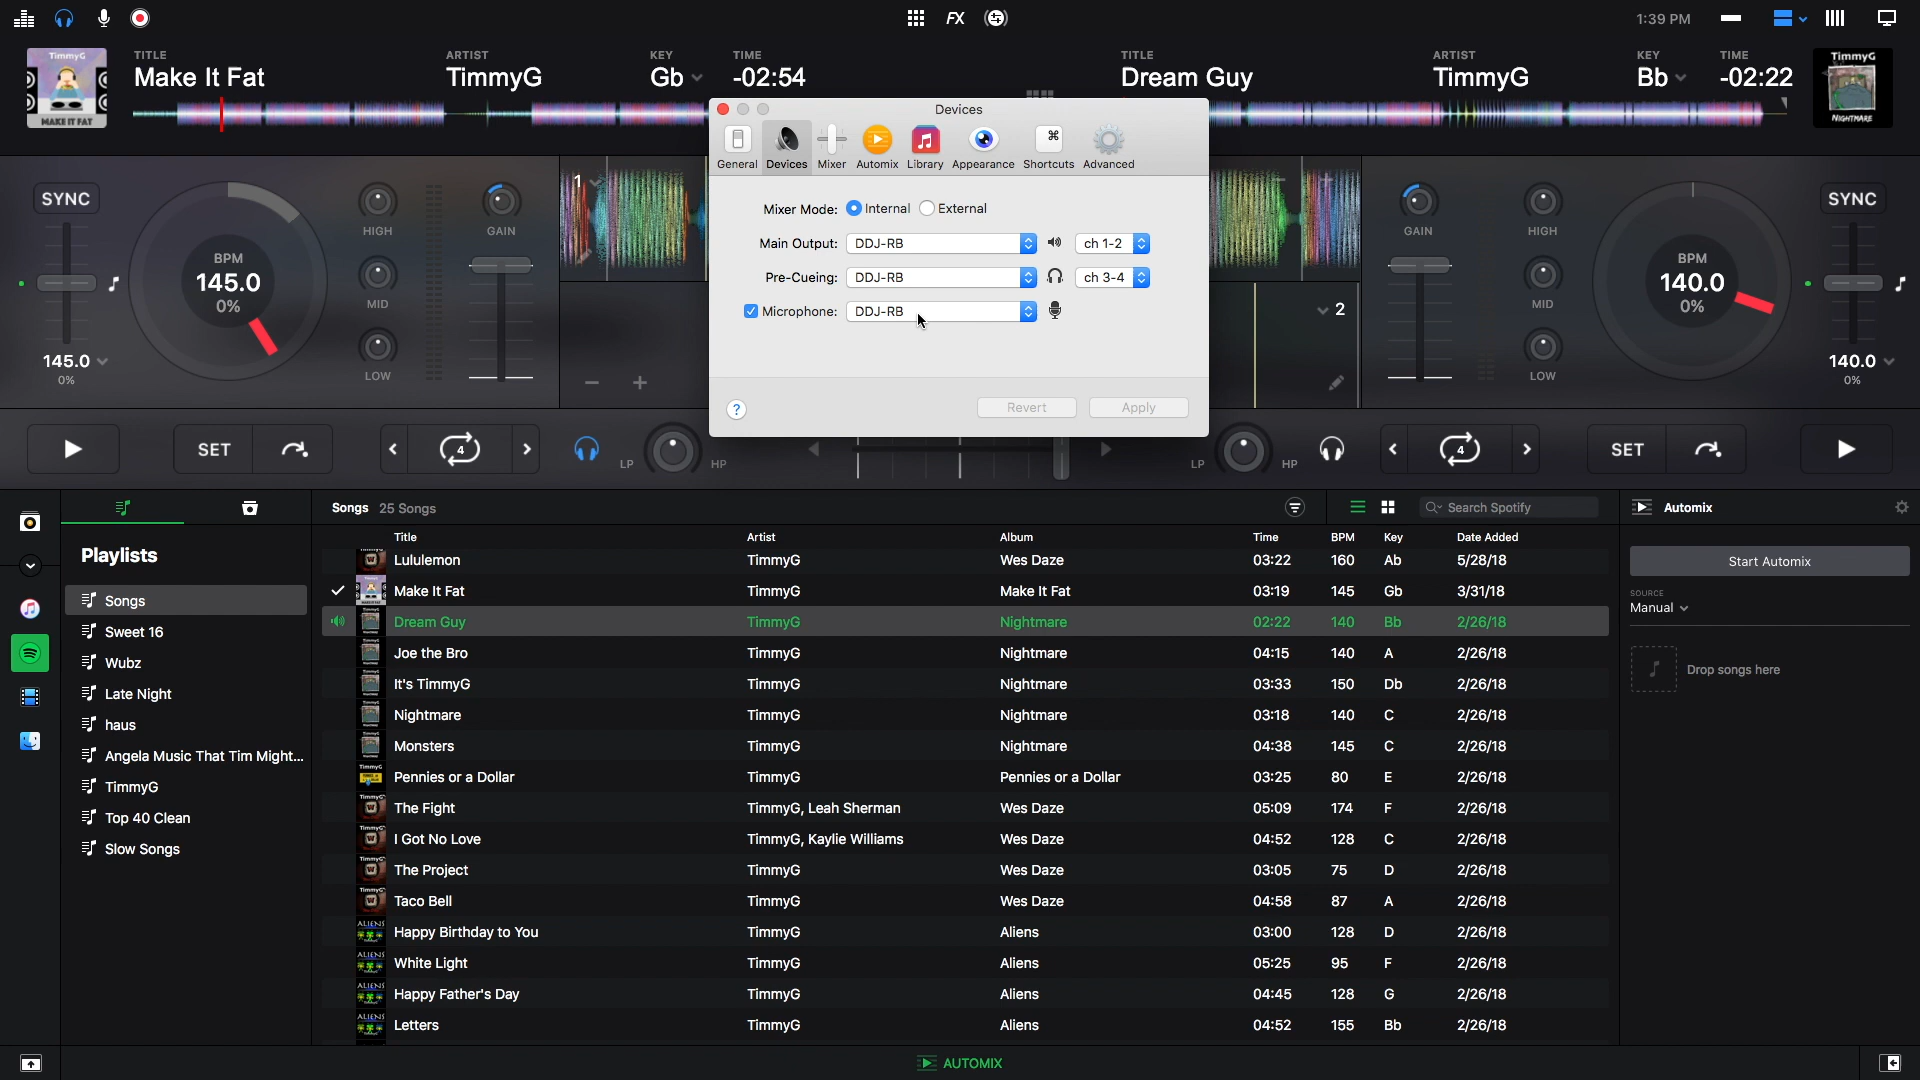 FX
1:39 PM
TITLE ARTIST KEY TIME
Make It Fat TimmyG Gb -02:54
TITLE ARTIST KEY TIME
Dream Guy TimmyG Bb -02:22
TimmyG
MAKE IT FAT
TimmyG
NIGHTMARE
Devices
General Devices Mixer Automix Library Appearance Shortcuts Advanced
Mixer Mode: Internal External
Main Output: DDJ-RB ch 1-2
Pre-Cueing: DDJ-RB ch 3-4
Microphone: DDJ-RB
? Revert Apply
SYNC
BPM
145.0
0%
145.0
0%
HIGH
MID
LOW
GAIN
1
2
GAIN
HIGH
MID
LOW
BPM
140.0
0%
SYNC
140.0
0%
SET 4 LP HP
LP HP 4 SET
Playlists
Songs
Sweet 16
Wubz
Late Night
haus
Angela Music That Tim Might...
TimmyG
Top 40 Clean
Slow Songs
Songs 25 Songs Search Spotify
Title Artist Album Time BPM Key Date Added
Lululemon TimmyG Wes Daze 03:22 160 Ab 5/28/18
Make It Fat TimmyG Make It Fat 03:19 145 Gb 3/31/18
Dream Guy TimmyG Nightmare 02:22 140 Bb 2/26/18
Joe the Bro TimmyG Nightmare 04:15 140 A 2/26/18
It's TimmyG TimmyG Nightmare 03:33 150 Db 2/26/18
Nightmare TimmyG Nightmare 03:18 140 C 2/26/18
Monsters TimmyG Nightmare 04:38 145 C 2/26/18
Pennies or a Dollar TimmyG Pennies or a Dollar 03:25 80 E 2/26/18
The Fight TimmyG, Leah Sherman Wes Daze 05:09 174 F 2/26/18
I Got No Love TimmyG, Kaylie Williams Wes Daze 04:52 128 C 2/26/18
The Project TimmyG Wes Daze 03:05 75 D 2/26/18
Taco Bell TimmyG Wes Daze 04:58 87 A 2/26/18
Happy Birthday to You TimmyG Aliens 03:00 128 D 2/26/18
White Light TimmyG Aliens 05:25 95 F 2/26/18
Happy Father's Day TimmyG Aliens 04:45 128 G 2/26/18
Letters TimmyG Aliens 04:52 155 Bb 2/26/18
Automix
Start Automix
SOURCE
Manual
Drop songs here
AUTOMIX